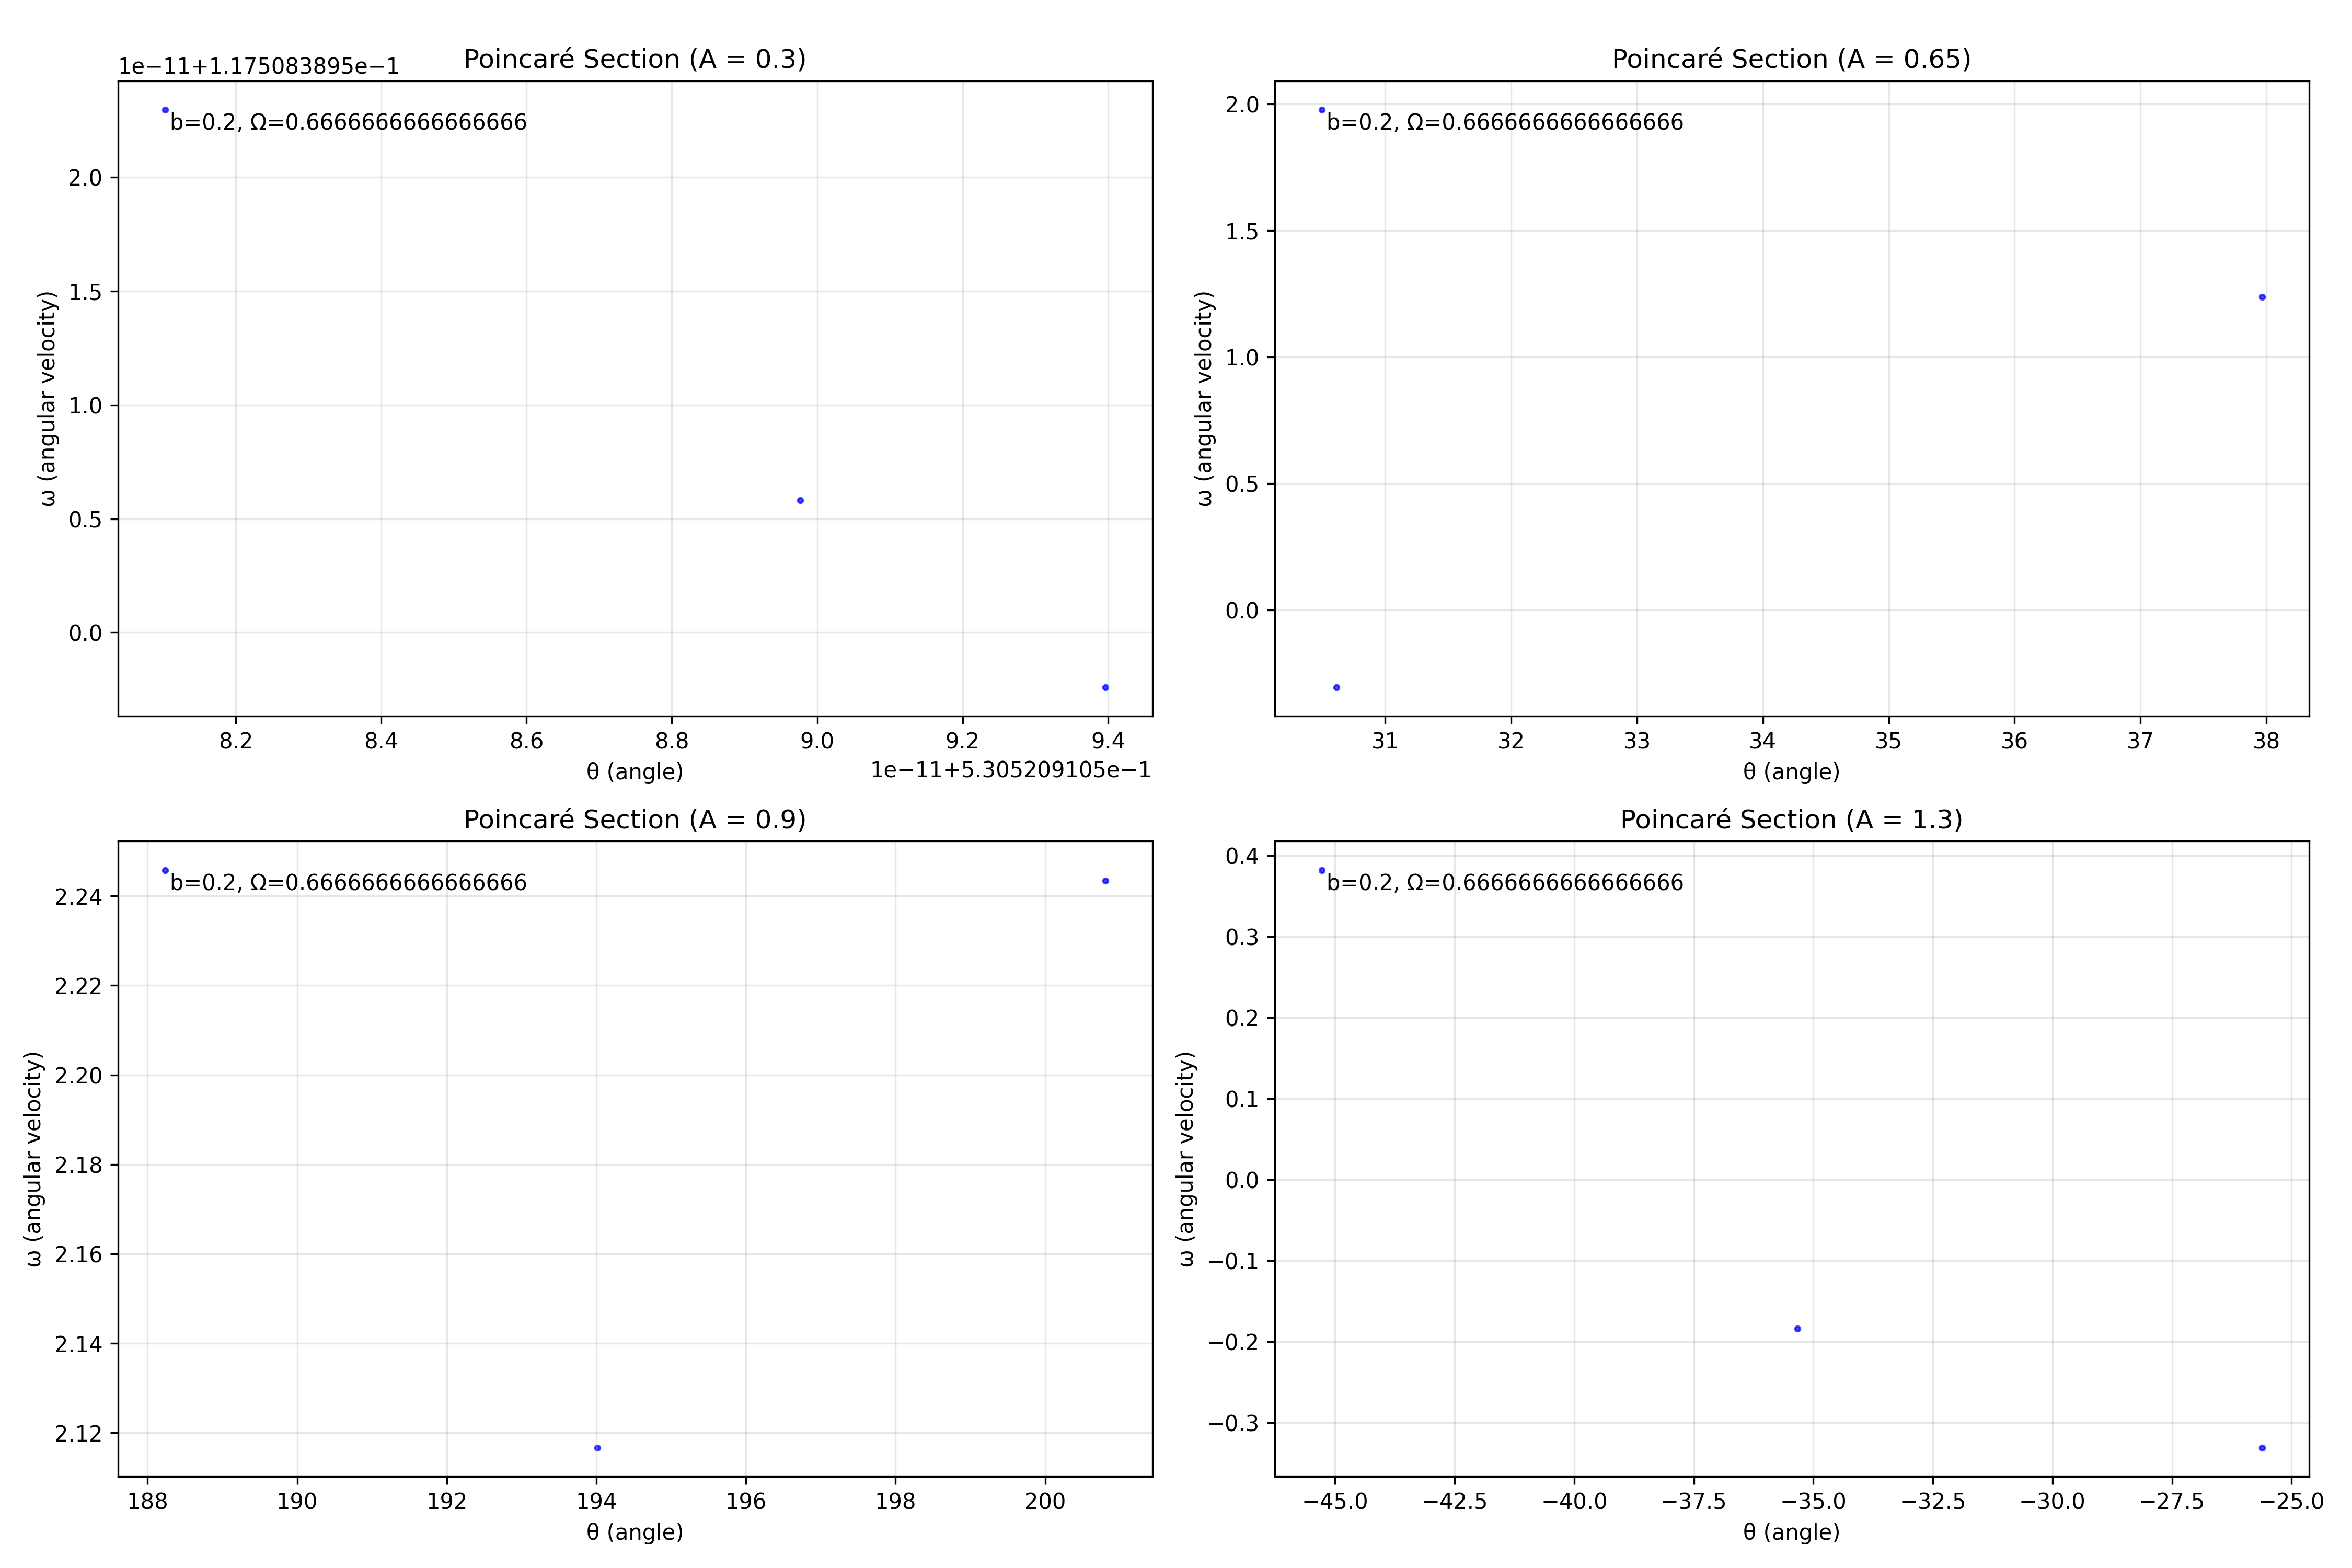 Poincaré Section (A = 0.3)
1e−11+1.175083895e−1
b=0.2, Ω=0.6666666666666666
ω (angular velocity)
2.0
1.5
1.0
0.5
0.0
8.2 8.4 8.6 8.8 9.0 9.2 9.4
θ (angle)
1e−11+5.305209105e−1
Poincaré Section (A = 0.65)
b=0.2, Ω=0.6666666666666666
ω (angular velocity)
2.0
1.5
1.0
0.5
0.0
31 32 33 34 35 36 37 38
θ (angle)
Poincaré Section (A = 0.9)
b=0.2, Ω=0.6666666666666666
ω (angular velocity)
2.24
2.22
2.20
2.18
2.16
2.14
2.12
188 190 192 194 196 198 200
θ (angle)
Poincaré Section (A = 1.3)
b=0.2, Ω=0.6666666666666666
ω (angular velocity)
0.4
0.3
0.2
0.1
0.0
−0.1
−0.2
−0.3
−45.0 −42.5 −40.0 −37.5 −35.0 −32.5 −30.0 −27.5 −25.0
θ (angle)